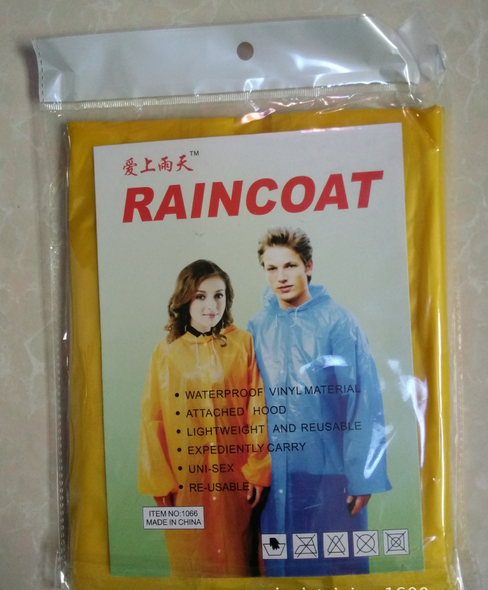 爱上雨天™
RAINCOAT
• WATERPROOF VINYL MATERIAL
• ATTACHED HOOD
• LIGHTWEIGHT AND REUSABLE
• EXPEDIENTLY CARRY
• UNI-SEX
• RE-USABLE
ITEM NO:1066
MADE IN CHINA